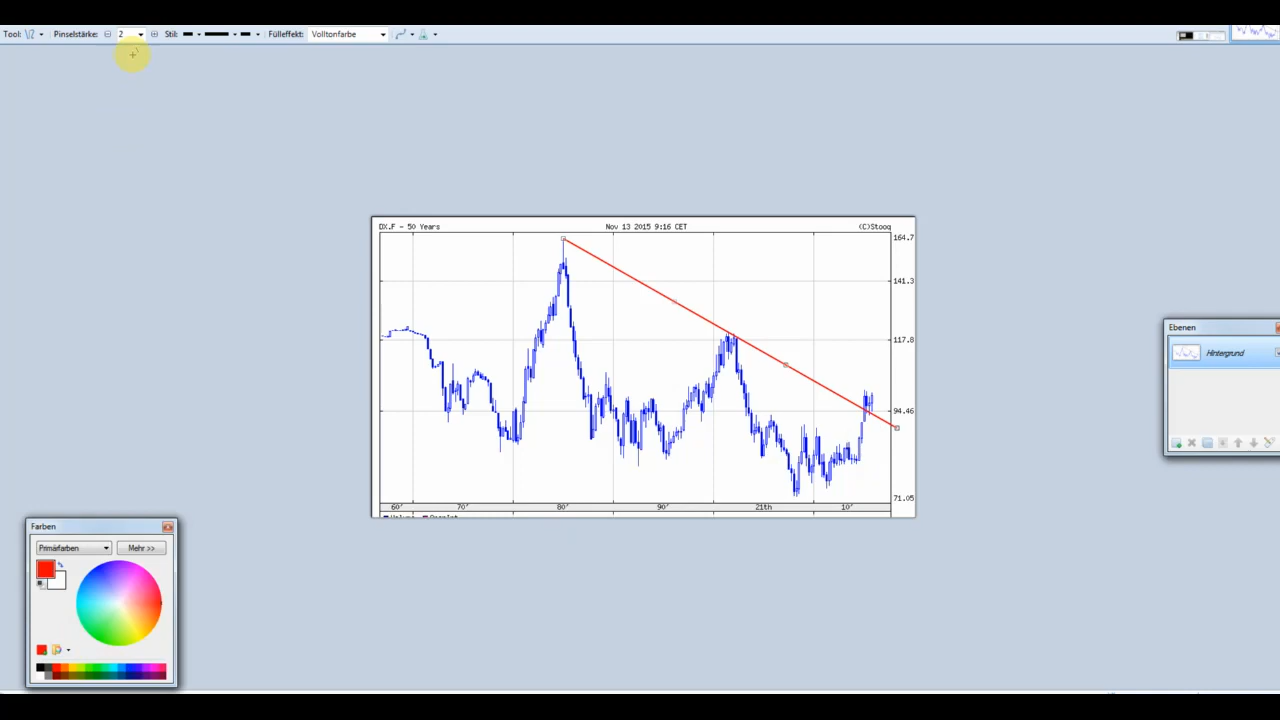 Tool: Pinselstärke: 2 Stil: Fülleffekt: Volltonfarbe
DX.F - 50 Years Nov 13 2015 9:16 CET (C)Stooq
164.7
141.3
117.8
94.46
71.05
60' 70' 80' 90' 21th 10'
Ebenen
Hintergrund
Farben
Primärfarben Mehr >>